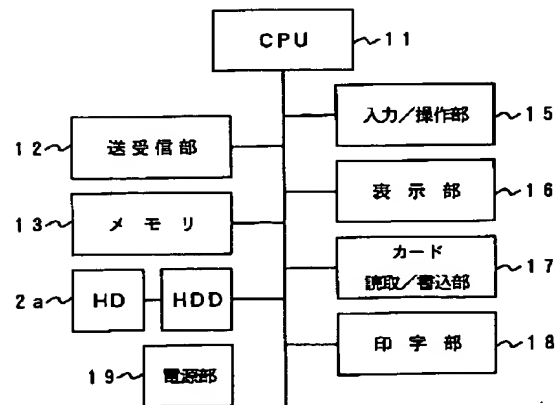 CPU 11
入力/操作部 15
12 送受信部
表示部 16
13 メモリ
カード
読取/書込部 17
2a HD HDD
印字部 18
19 電源部